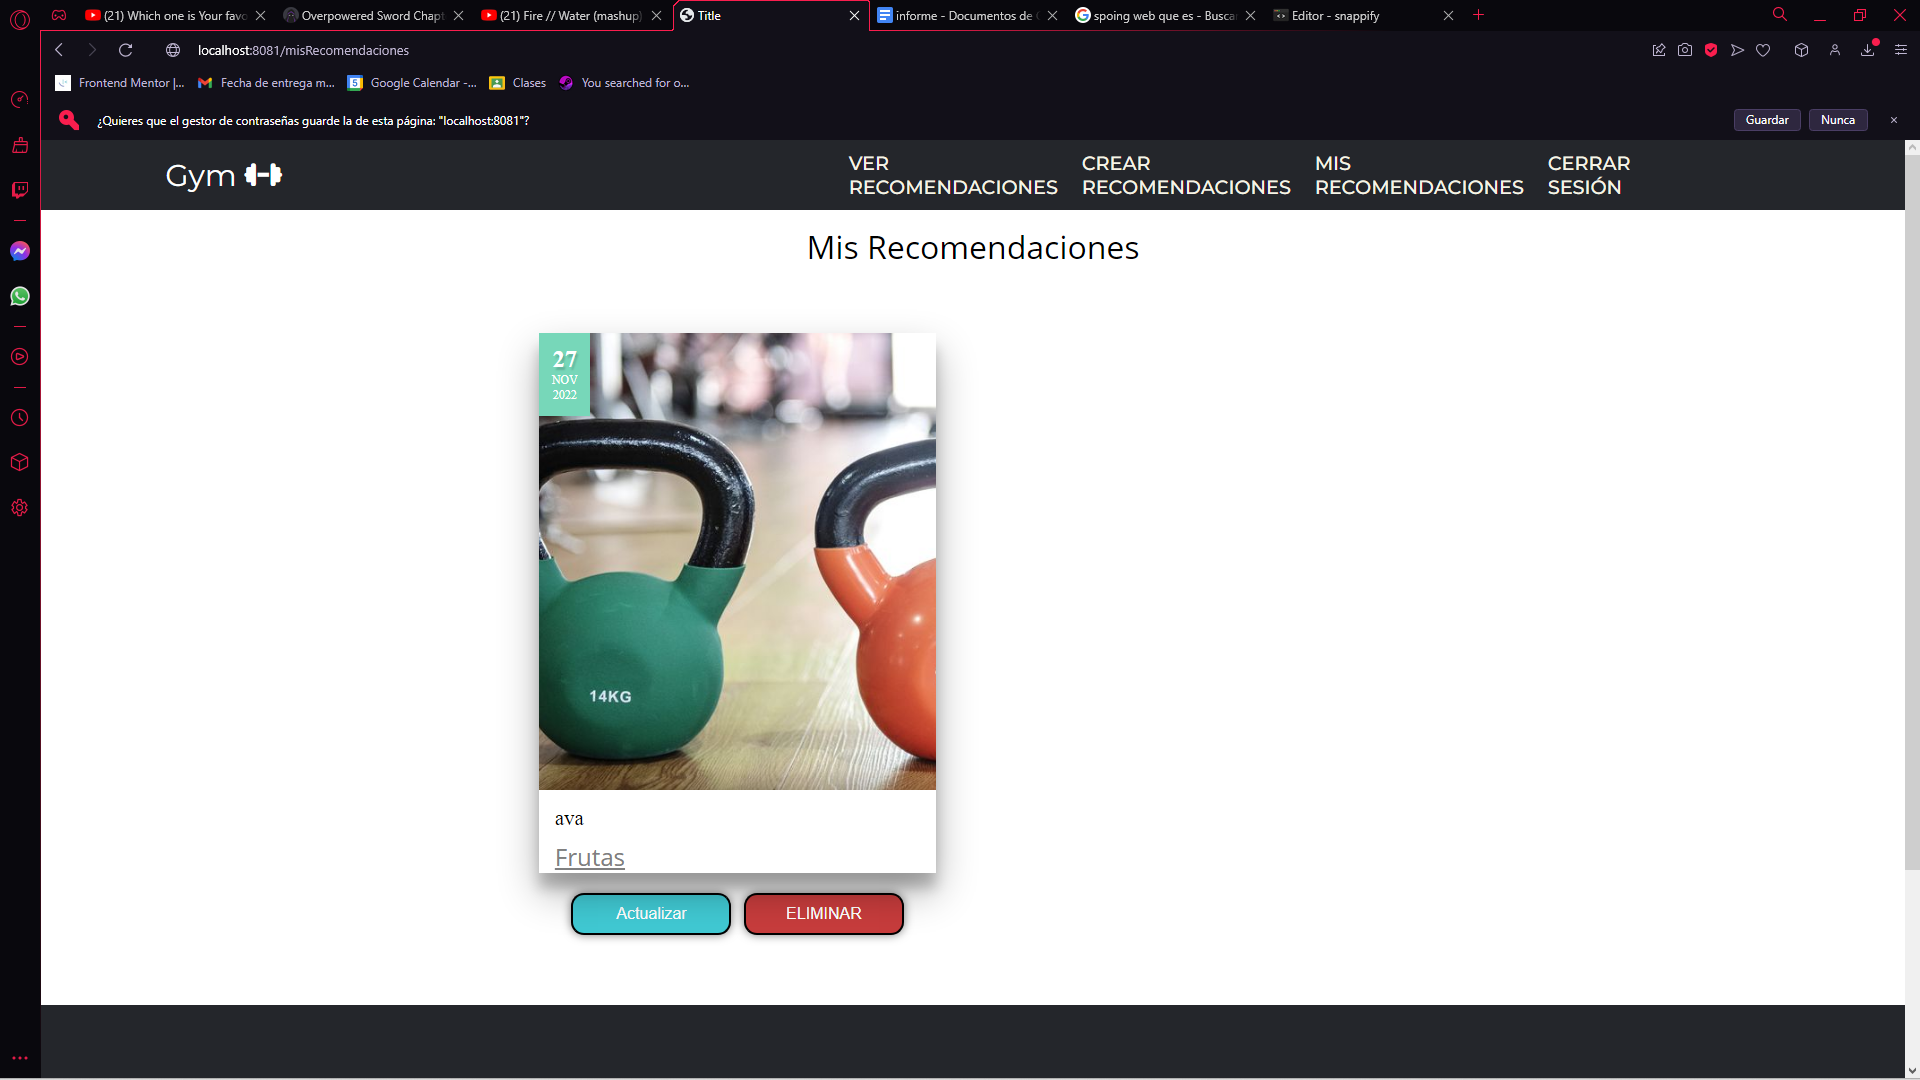 (21) Which one is Your favo
Overpowered Sword Chapt
(21) Fire // Water (mashup)
Title
informe - Documentos de
spoing web que es - Busca
Editor - snappify
localhost:8081/misRecomendaciones
Frontend Mentor |...
Fecha de entrega m...
5
Google Calendar -...
Clases
You searched for o...
¿Quieres que el gestor de contraseñas guarde la de esta página: "localhost:8081"?
Guardar
Nunca
Gym
VER
RECOMENDACIONES
CREAR
RECOMENDACIONES
MIS
RECOMENDACIONES
CERRAR
SESIÓN
Mis Recomendaciones
27
NOV
2022
14KG
ava
Frutas
Actualizar
ELIMINAR